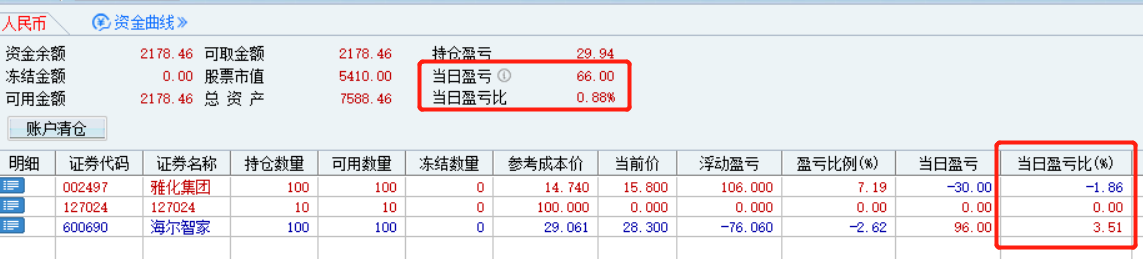 人民币 资金曲线
资金余额 2178.46 可取金额 2178.46 持仓盈亏 29.94
冻结金额 0.00 股票市值 5410.00 当日盈亏 66.00
可用金额 2178.46 总资产 7588.46 当日盈亏比 0.88%
账户清仓
明细 证券代码 证券名称 持仓数量 可用数量 冻结数量 参考成本价 当前价 浮动盈亏 盈亏比例(%) 当日盈亏 当日盈亏比(%)
002497 雅化集团 100 100 0 14.740 15.800 106.000 7.19 -30.00 -1.86
127024 127024 10 10 0 100.000 0.000 0.000 0.00 0.00 0.00
600690 海尔智家 100 100 0 29.061 28.300 -76.060 -2.62 96.00 3.51